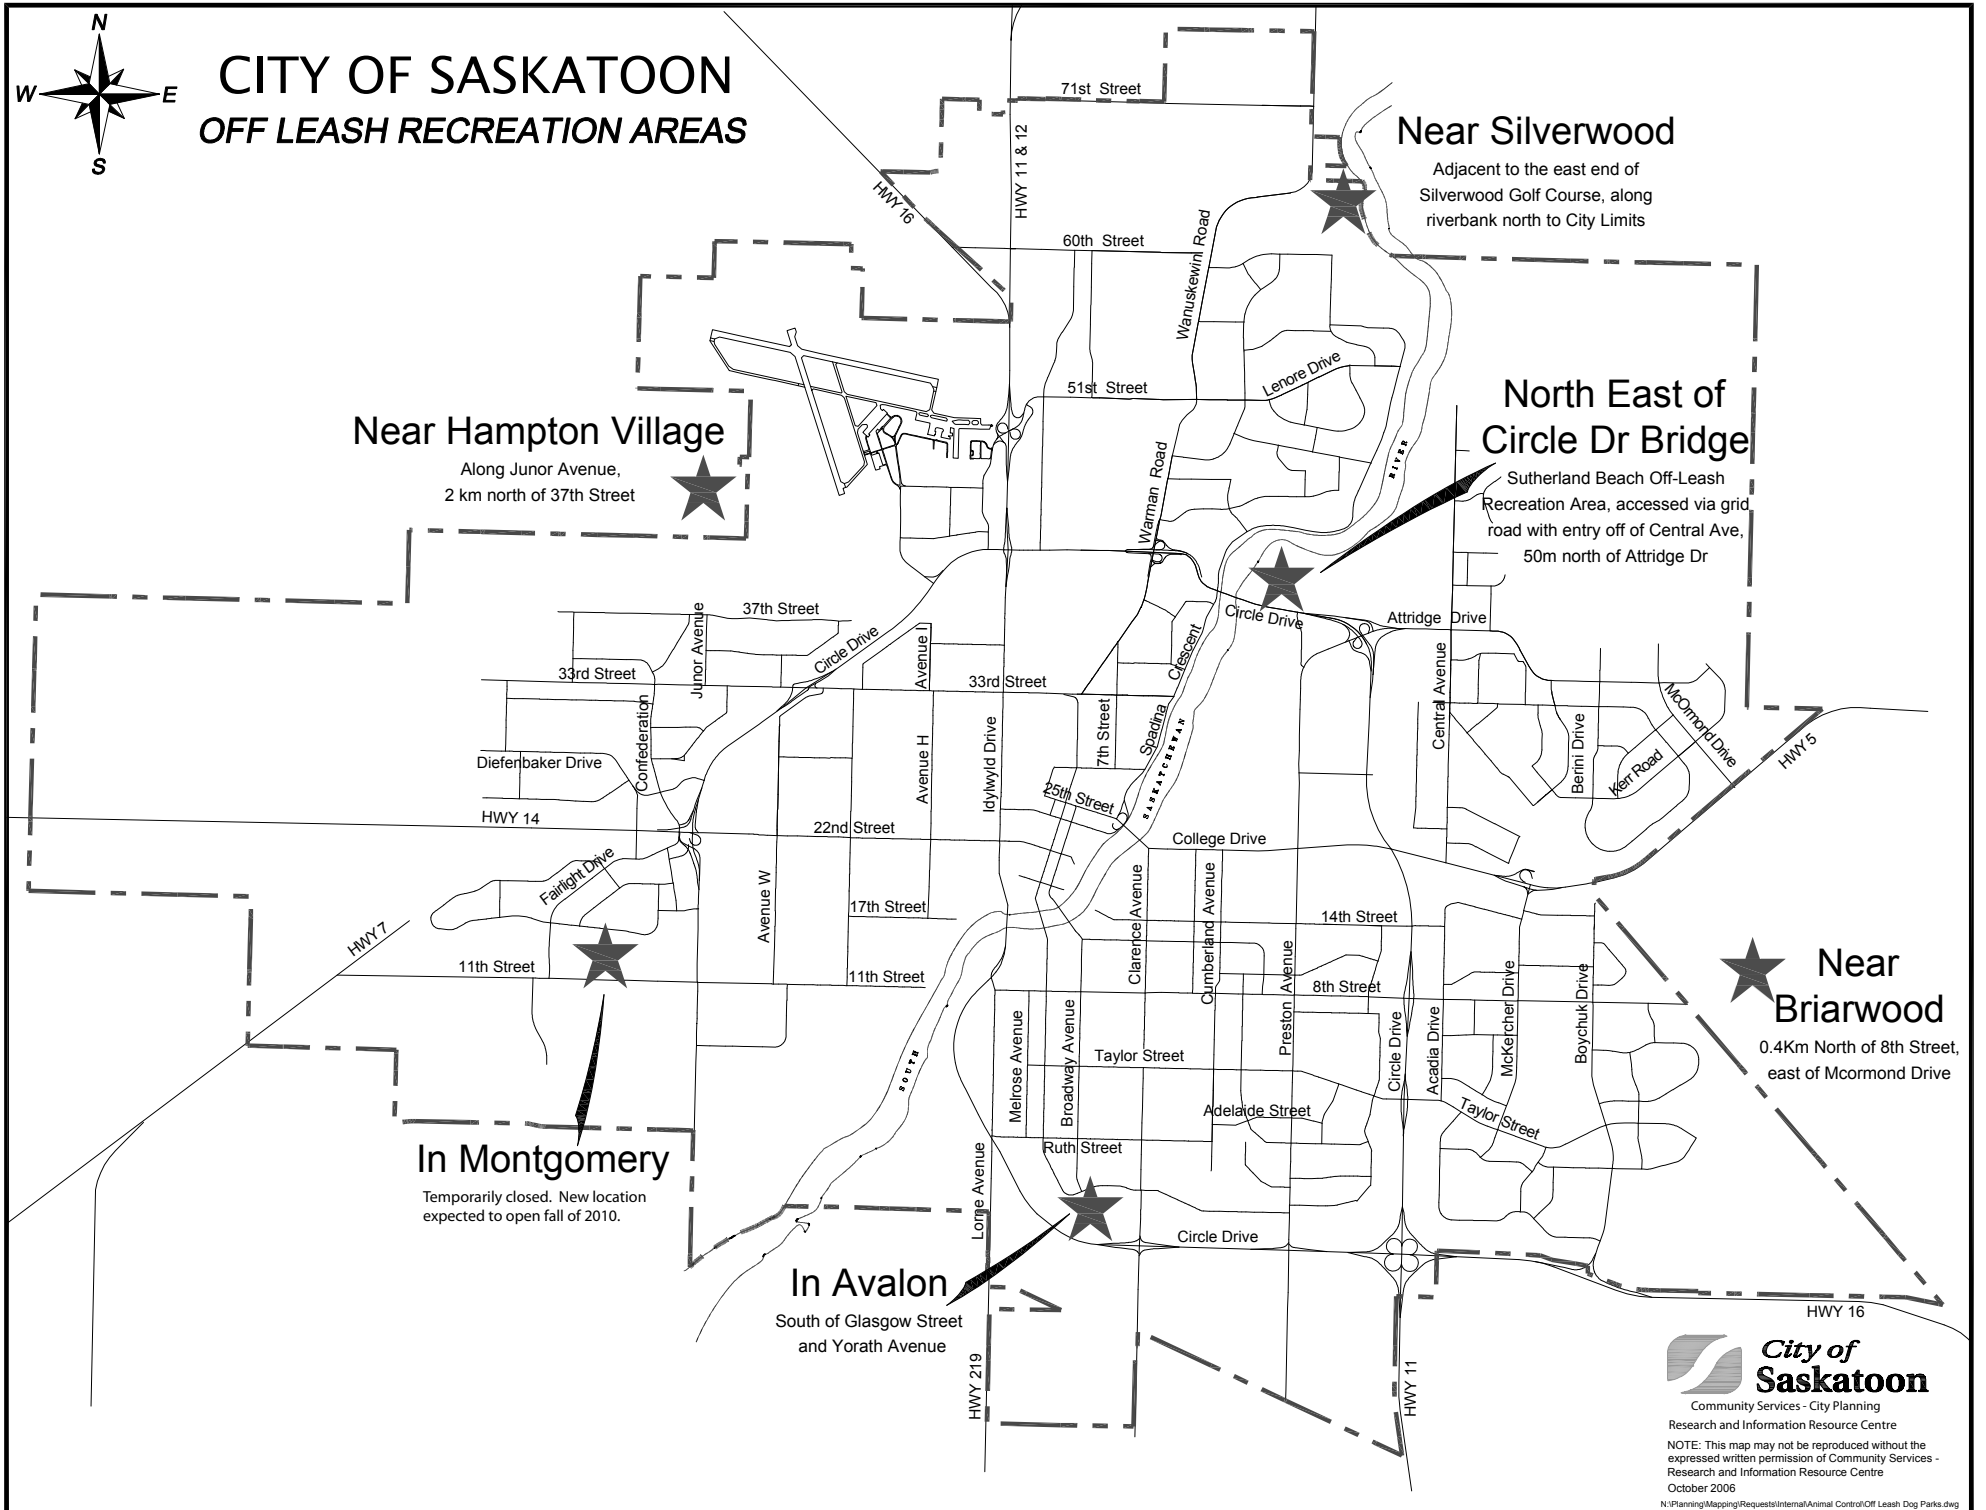 N
W
E
S
CITY OF SASKATOON
OFF LEASH RECREATION AREAS
71st Street
HWY 11 & 12
HWY 16
Near Silverwood
Adjacent to the east end of
Silverwood Golf Course, along
riverbank north to City Limits
60th Street
Wanuskewin Road
51st Street
Lenore Drive
Near Hampton Village
Along Junor Avenue,
2 km north of 37th Street
North East of
Circle Dr Bridge
Sutherland Beach Off-Leash
Recreation Area, accessed via grid
road with entry off of Central Ave,
50m north of Attridge Dr
RIVER
Warman Road
37th Street
Junor Avenue
Circle Drive
Avenue I
Circle Drive
Attridge Drive
33rd Street
33rd Street
Spadina Crescent
7th Street
Central Avenue
McOrmond Drive
HWY 5
Confederation
Diefenbaker Drive
Avenue H
Idylwyld Drive
SASKATCHEWAN
Berini Drive
Kerr Road
25th Street
HWY 14
22nd Street
College Drive
Fairlight Drive
Avenue W
17th Street
Clarence Avenue
Cumberland Avenue
14th Street
HWY 7
11th Street
11th Street
Preston Avenue
8th Street
McKercher Drive
Boychuk Drive
Near
Briarwood
0.4Km North of 8th Street,
east of Mcormond Drive
Melrose Avenue
Broadway Avenue
Taylor Street
Circle Drive
Acadia Drive
SOUTH
Adelaide Street
Taylor Street
Ruth Street
In Montgomery
Temporarily closed. New location
expected to open fall of 2010.
Lorne Avenue
Circle Drive
In Avalon
South of Glasgow Street
and Yorath Avenue
HWY 219
HWY 11
HWY 16
City of
Saskatoon
Community Services - City Planning
Research and Information Resource Centre
NOTE: This map may not be reproduced without the
expressed written permission of Community Services -
Research and Information Resource Centre
October 2006
N:\Planning\Mapping\Requests\Internal\Animal Control\Off Leash Dog Parks.dwg